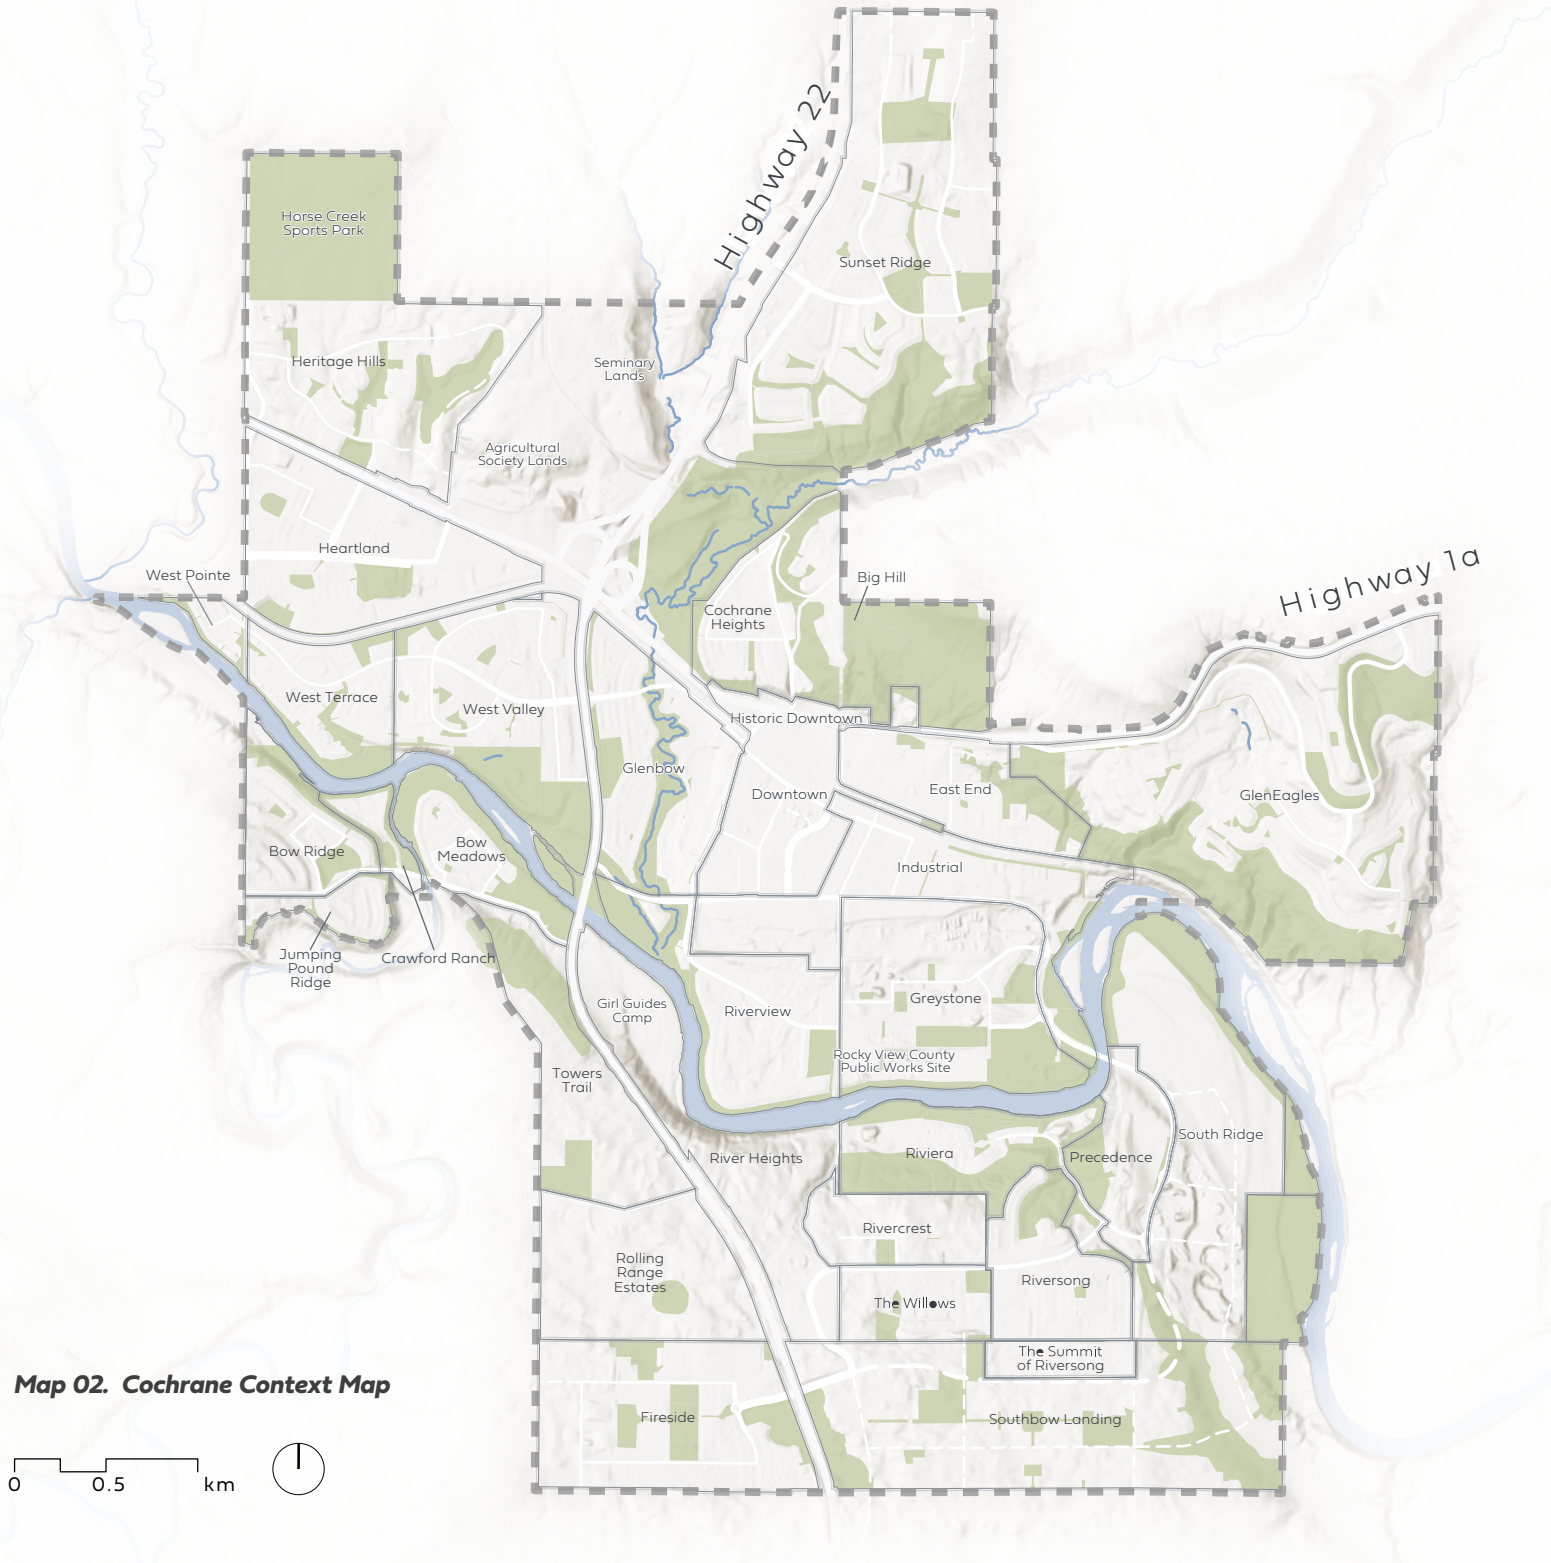 Highway 22
Horse Creek
Sports Park
Sunset Ridge
Heritage Hills
Seminary
Lands
Agricultural
Society Lands
Heartland
Highway 1a
West Pointe
Big Hill
Cochrane
Heights
West Terrace
West Valley
Historic Downtown
Glenbow
Downtown
East End
GlenEagles
Bow Ridge
Bow
Meadows
Industrial
Jumping
Pound
Ridge
Crawford Ranch
Girl Guides
Camp
Riverview
Greystone
Rocky View County
Public Works Site
Towers
Trail
River Heights
Riviera
Precedence
South Ridge
Rivercrest
Rolling
Range
Estates
Riversong
The Willows
The Summit
of Riversong
Fireside
Southbow Landing
Map 02. Cochrane Context Map
0 0.5 km